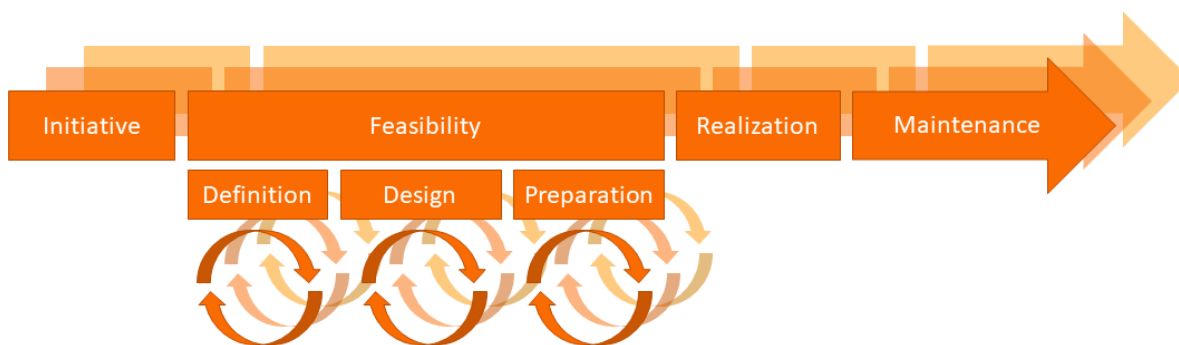 Initiative Feasibility Realization Maintenance
Definition Design Preparation